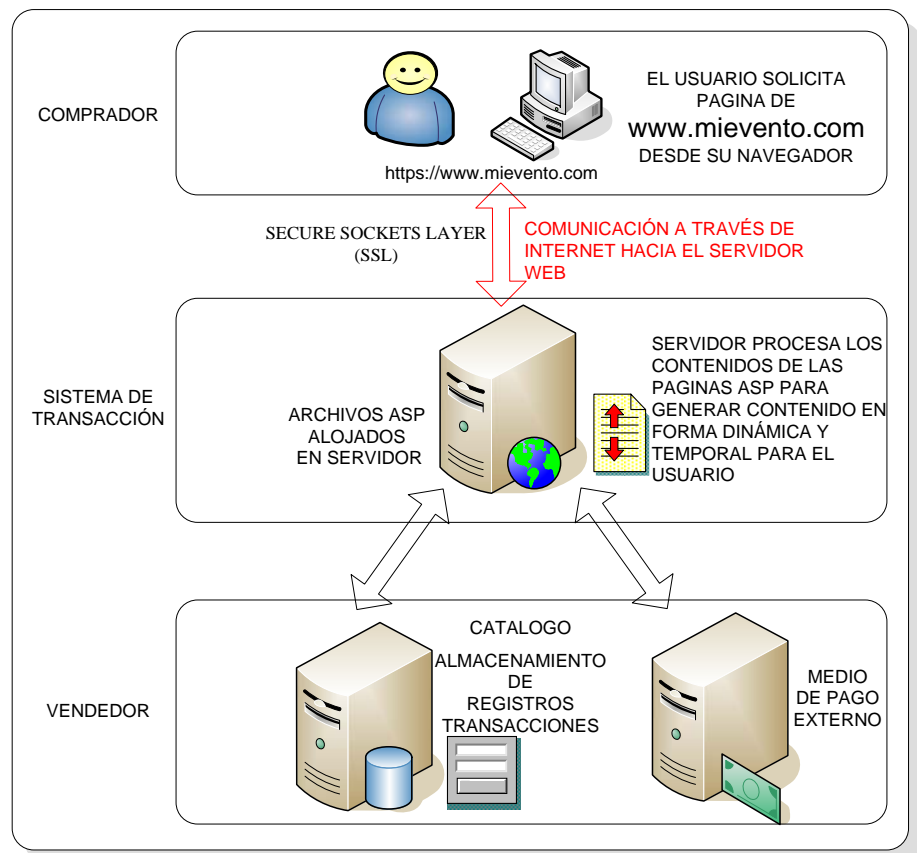 COMPRADOR
EL USUARIO SOLICITA
PAGINA DE
www.mievento.com
DESDE SU NAVEGADOR
https://www.mievento.com
SECURE SOCKETS LAYER
(SSL)
COMUNICACIÓN A TRAVÉS DE
INTERNET HACIA EL SERVIDOR
WEB
SISTEMA DE
TRANSACCIÓN
ARCHIVOS ASP
ALOJADOS
EN SERVIDOR
SERVIDOR PROCESA LOS
CONTENIDOS DE LAS
PAGINAS ASP PARA
GENERAR CONTENIDO EN
FORMA DINÁMICA Y
TEMPORAL PARA EL
USUARIO
VENDEDOR
CATALOGO
ALMACENAMIENTO
DE
REGISTROS
TRANSACCIONES
MEDIO
DE PAGO
EXTERNO